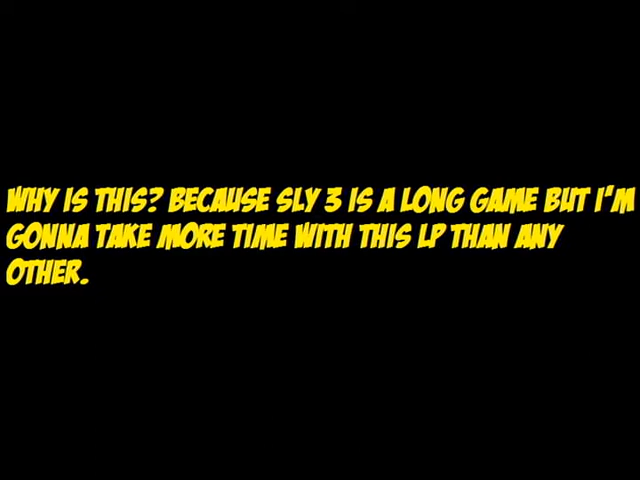 WHY IS THIS? BECAUSE SLY 3 IS A LONG GAME BUT I'M
GONNA TAKE MORE TIME WITH THIS LP THAN ANY
OTHER.